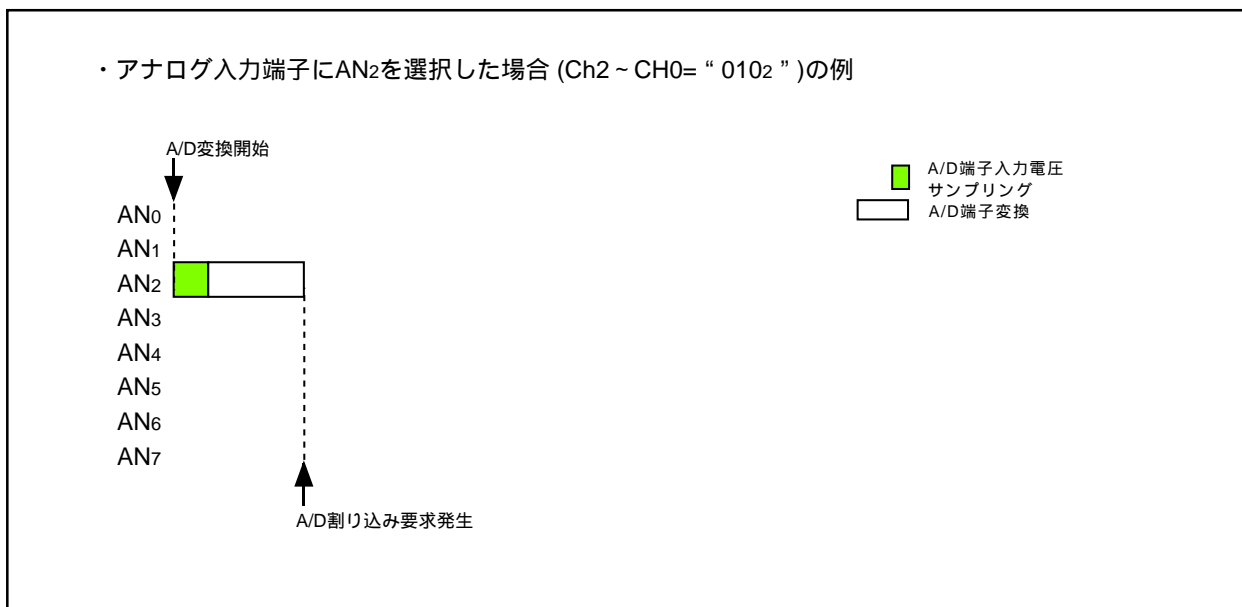 ・アナログ入力端子にAN2を選択した場合 (Ch2 ~ CH0= “ 0102 ” )の例
A/D変換開始
A/D端子入力電圧
サンプリング
A/D端子変換
AN0
AN1
AN2
AN3
AN4
AN5
AN6
AN7
A/D割り込み要求発生